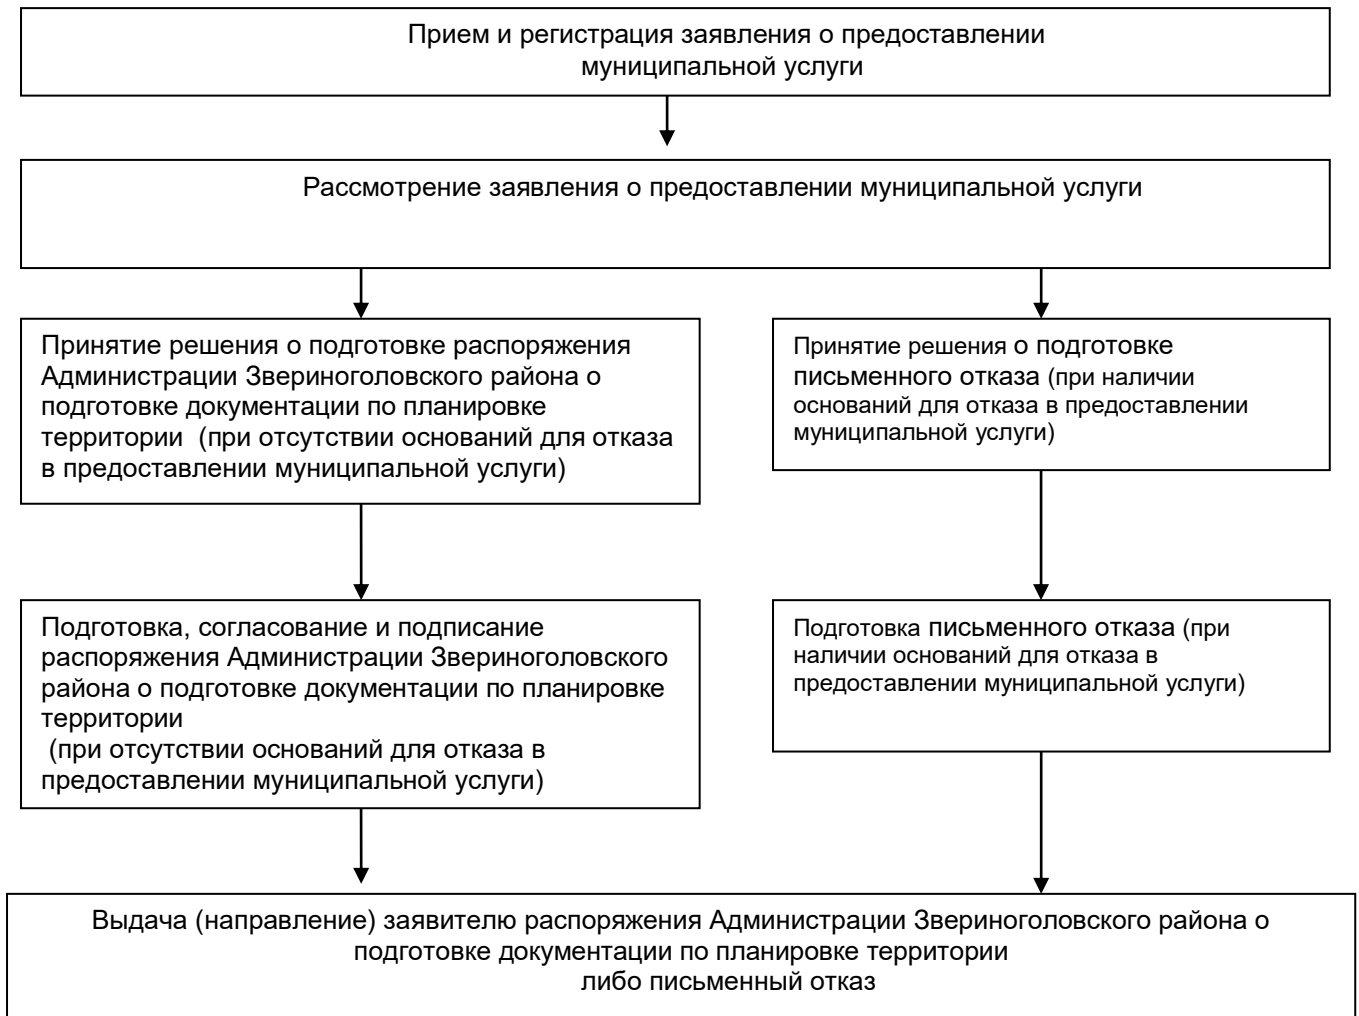 Прием и регистрация заявления о предоставлении
муниципальной услуги
Рассмотрение заявления о предоставлении муниципальной услуги
Принятие решения о подготовке распоряжения
Администрации Звериноголовского района о
подготовке документации по планировке
территории (при отсутствии оснований для отказа
в предоставлении муниципальной услуги)
Принятие решения о подготовке
письменного отказа (при наличии
оснований для отказа в предоставлении
муниципальной услуги)
Подготовка, согласование и подписание
распоряжения Администрации Звериноголовского
района о подготовке документации по планировке
территории
(при отсутствии оснований для отказа в
предоставлении муниципальной услуги)
Подготовка письменного отказа (при
наличии оснований для отказа в
предоставлении муниципальной услуги)
Выдача (направление) заявителю распоряжения Администрации Звериноголовского района о
подготовке документации по планировке территории
либо письменный отказ